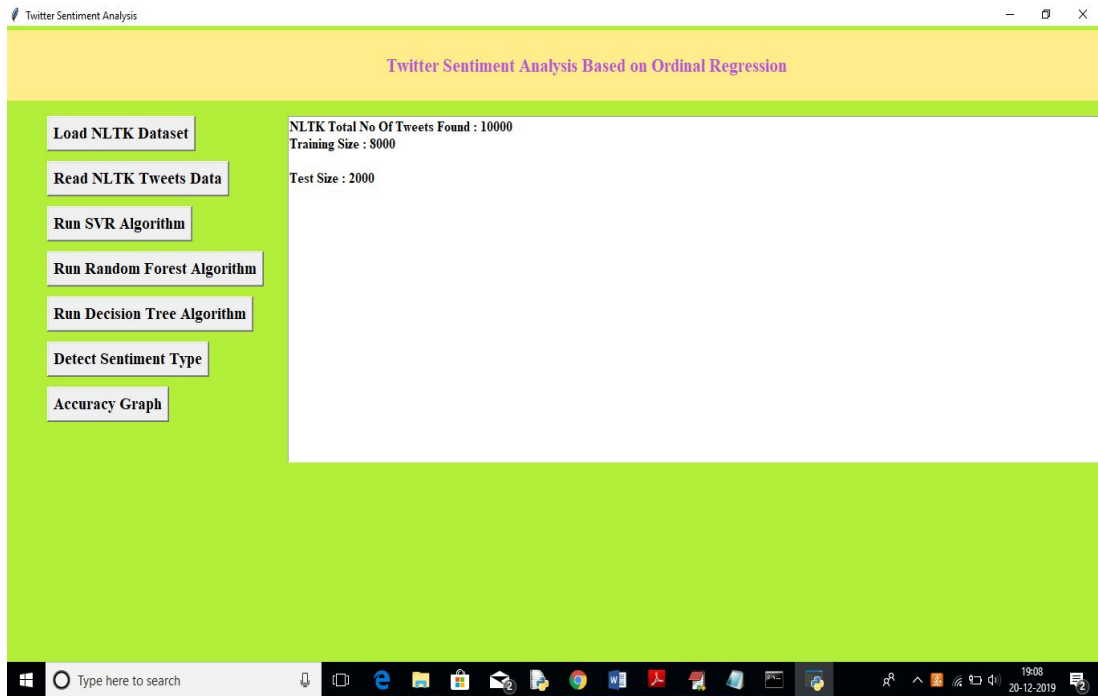 Twitter Sentiment Analysis
Twitter Sentiment Analysis Based on Ordinal Regression
Load NLTK Dataset
Read NLTK Tweets Data
Run SVR Algorithm
Run Random Forest Algorithm
Run Decision Tree Algorithm
Detect Sentiment Type
Accuracy Graph
NLTK Total No Of Tweets Found : 10000
Training Size : 8000
Test Size : 2000
Type here to search
19:08
20-12-2019